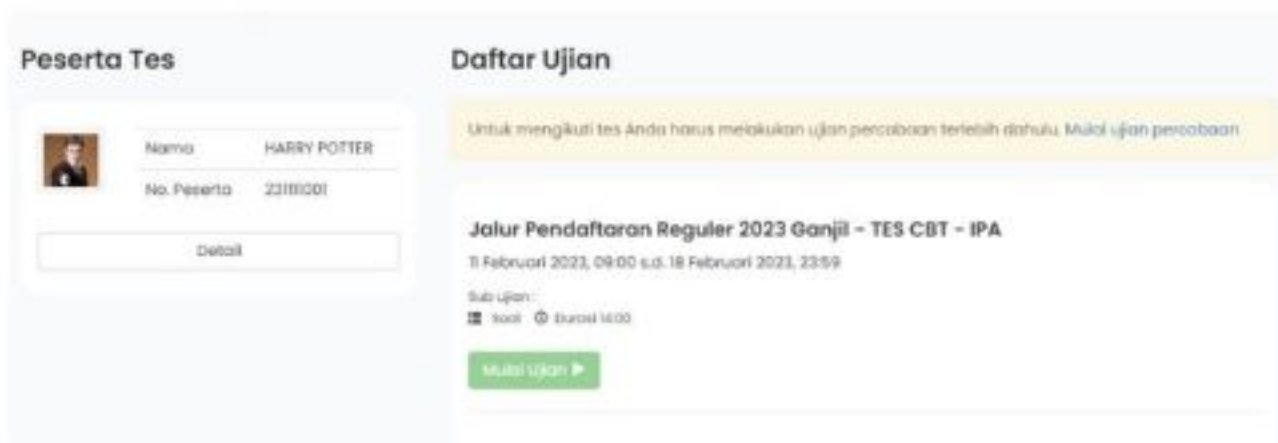 Peserta Tes
Nama HARRY POTTER
No. Peserta
Detail
Daftar Ujian
Untuk mengikuti tes Anda harus melakukan ujian percobaan terlebih dahulu. Mulai ujian percobaan
Jalur Pendaftaran Reguler 2023 Ganjil - TES CBT - IPA
11 Februari 2023, 09:00 s.d. 18 Februari 2023, 23:59
Sub ujian :
Soal Durasi
Mulai Ujian